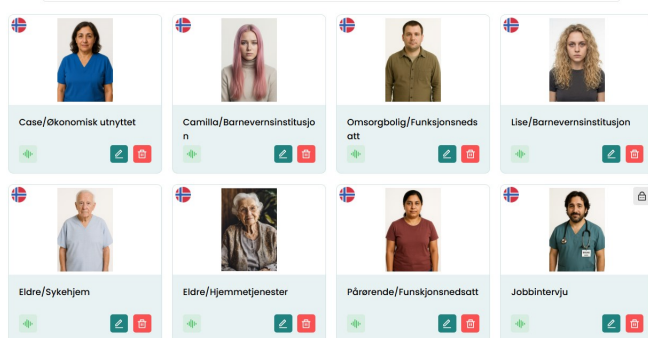 Case/Økonomisk utnyttet
Camilla/Barnevernsinstitusjo
n
Omsorgbolig/Funksjonsneds
att
Lise/Barnevernsinstitusjon
Eldre/Sykehjem
Eldre/Hjemmetjenester
Pårørende/Funskjonsnedsatt
Jobbintervju